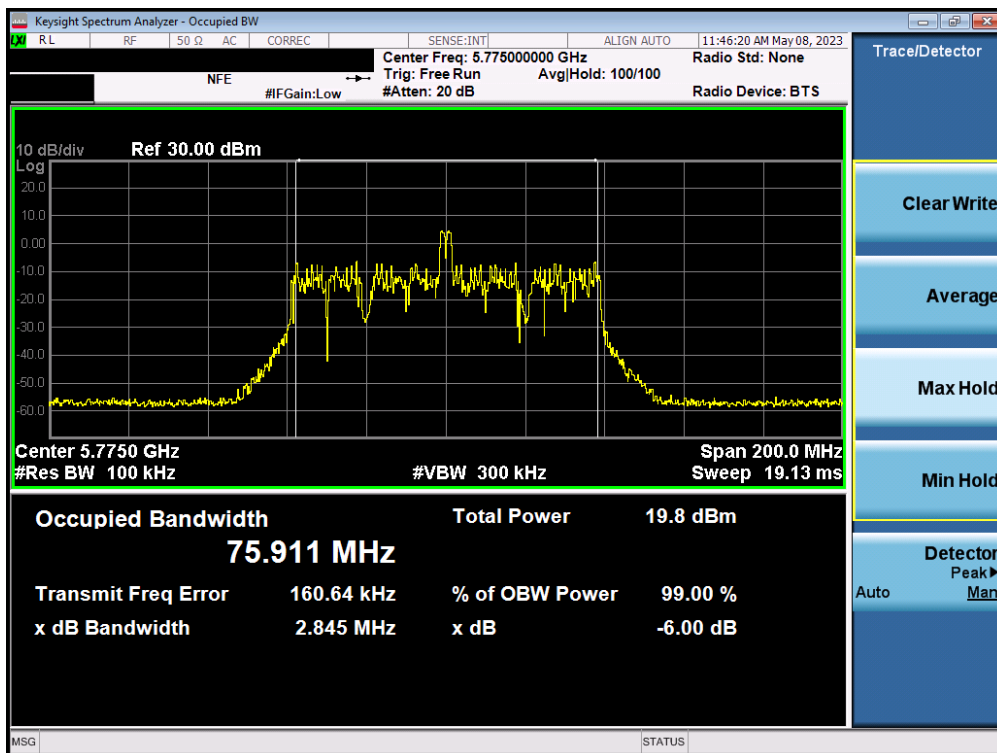 Keysight Spectrum Analyzer - Occupied BW
LXI RL RF 50 Ω AC CORREC SENSE:INT ALIGN AUTO 11:46:20 AM May 08, 2023
Center Freq: 5.775000000 GHz Radio Std: None
NFE Trig: Free Run Avg|Hold: 100/100
#IFGain:Low #Atten: 20 dB Radio Device: BTS
10 dB/div Ref 30.00 dBm
Log
20.0
10.0
0.00
-10.0
-20.0
-30.0
-40.0
-50.0
-60.0
Center 5.7750 GHz Span 200.0 MHz
#Res BW 100 kHz #VBW 300 kHz Sweep 19.13 ms
Occupied Bandwidth Total Power 19.8 dBm
75.911 MHz
Transmit Freq Error 160.64 kHz % of OBW Power 99.00 %
x dB Bandwidth 2.845 MHz x dB -6.00 dB
MSG STATUS
Trace/Detector
Clear Write
Average
Max Hold
Min Hold
Detector
Peak▶
Auto Man